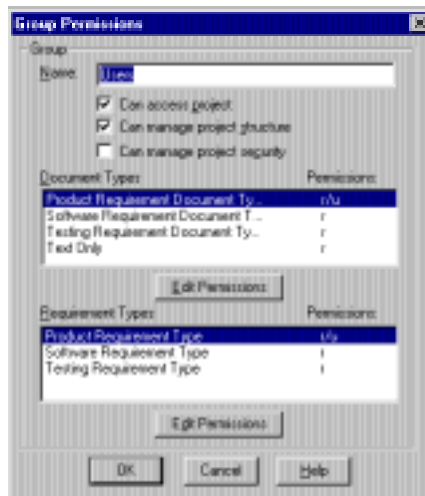 Group Permissions
Group
Name: Users
Can access project
Can manage project structure
Can manage project security
Document Types: Permissions:
Product Requirement Document Ty... r/u
Software Requirement Document T... r
Testing Requirement Document Ty... r
Text Only r
Edit Permissions
Requirement Types: Permissions:
Product Requirement Type r/u
Software Requirement Type r
Testing Requirement Type r
Edit Permissions
OK Cancel Help